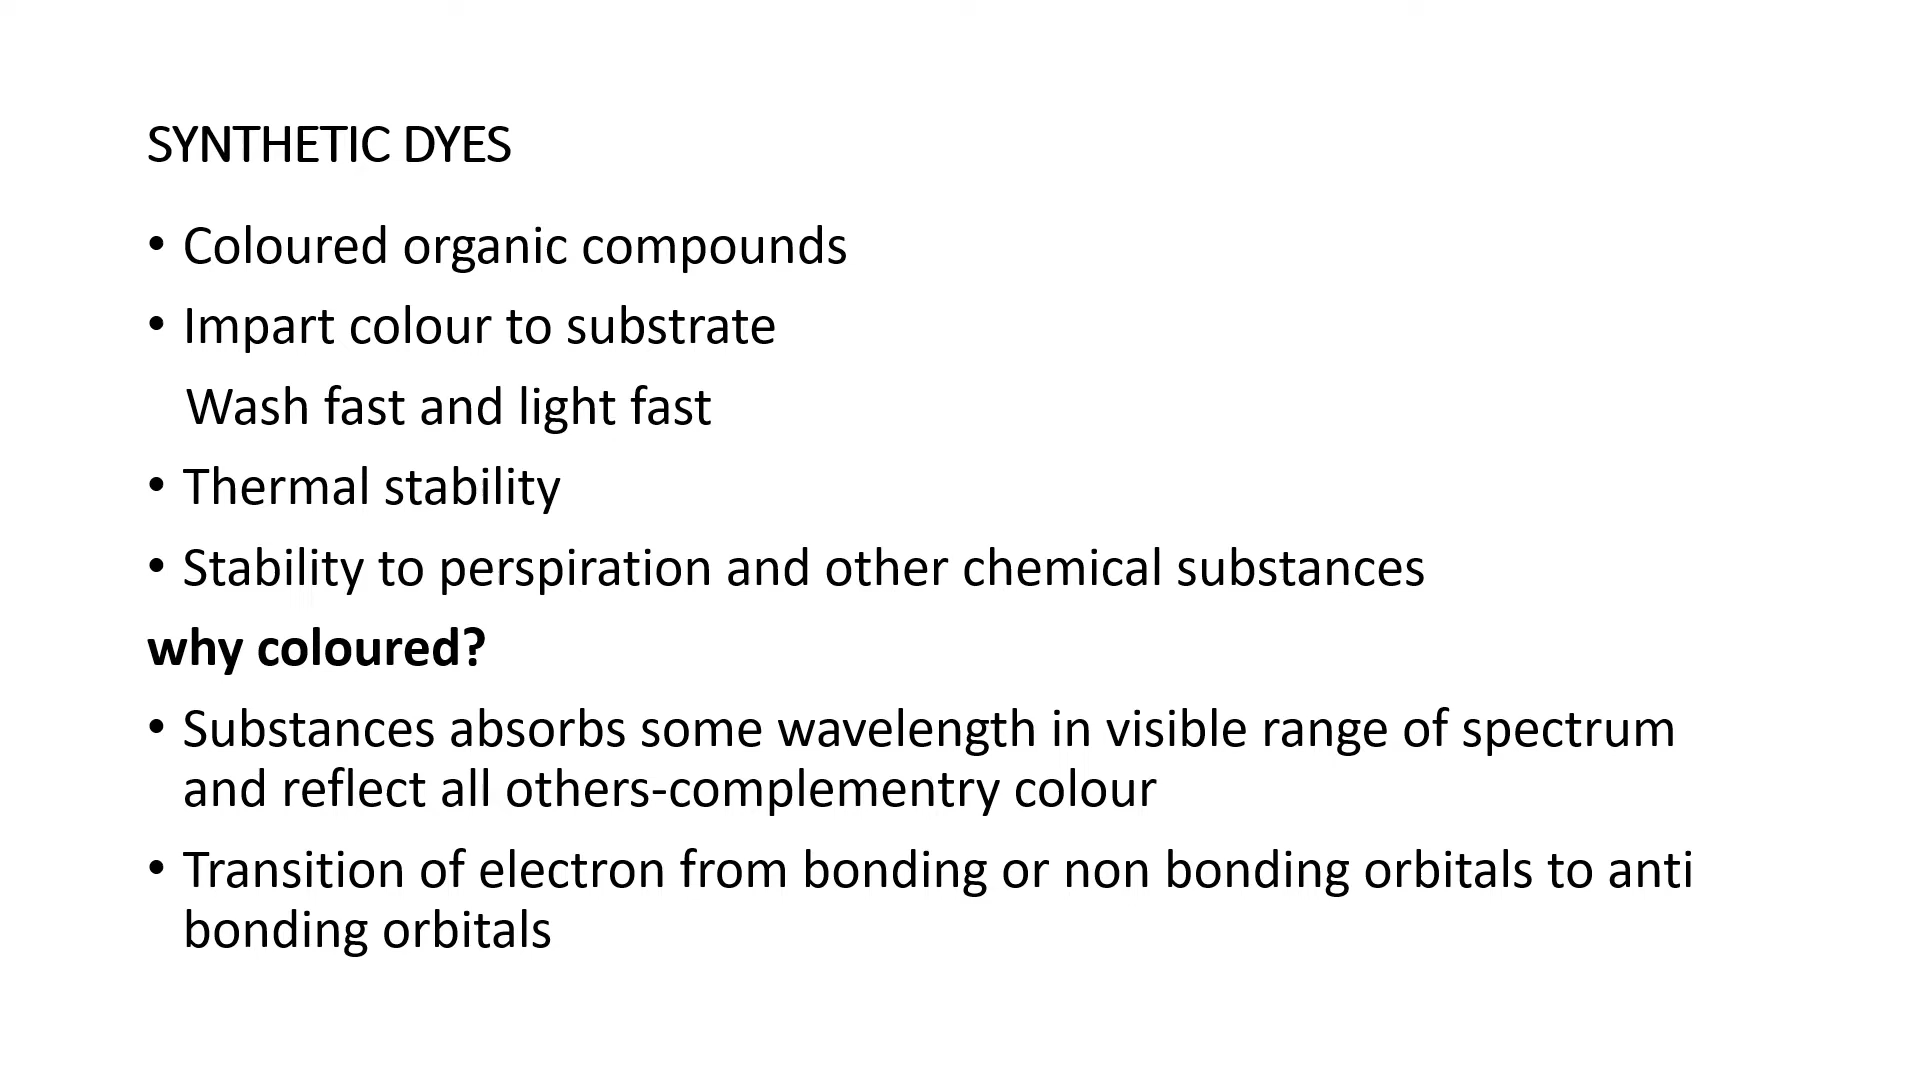 SYNTHETIC DYES
• Coloured organic compounds
• Impart colour to substrate
Wash fast and light fast
• Thermal stability
• Stability to perspiration and other chemical substances
why coloured?
• Substances absorbs some wavelength in visible range of spectrum
and reflect all others-complementry colour
• Transition of electron from bonding or non bonding orbitals to anti
bonding orbitals